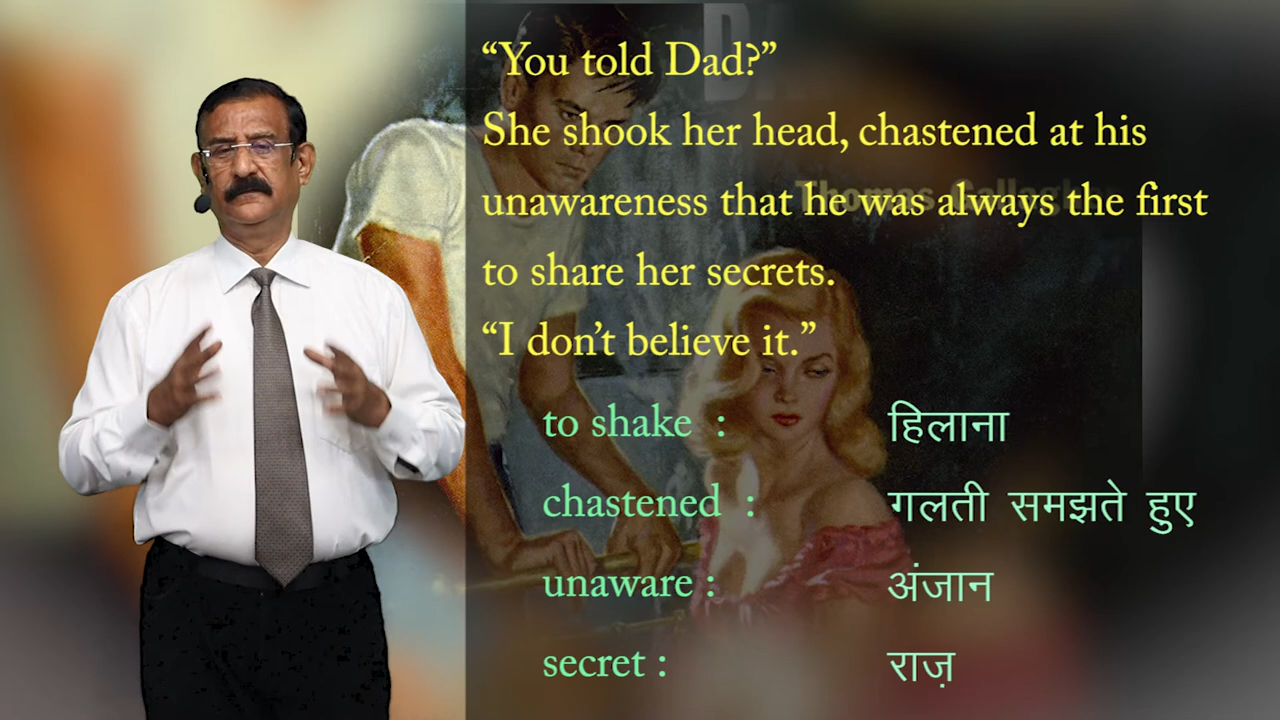 “You told Dad?”
She shook her head, chastened at his
unawareness that he was always the first
to share her secrets.
“I don’t believe it.”
to shake : हिलाना
chastened : गलती समझते हुए
unaware : अंजान
secret : राज़